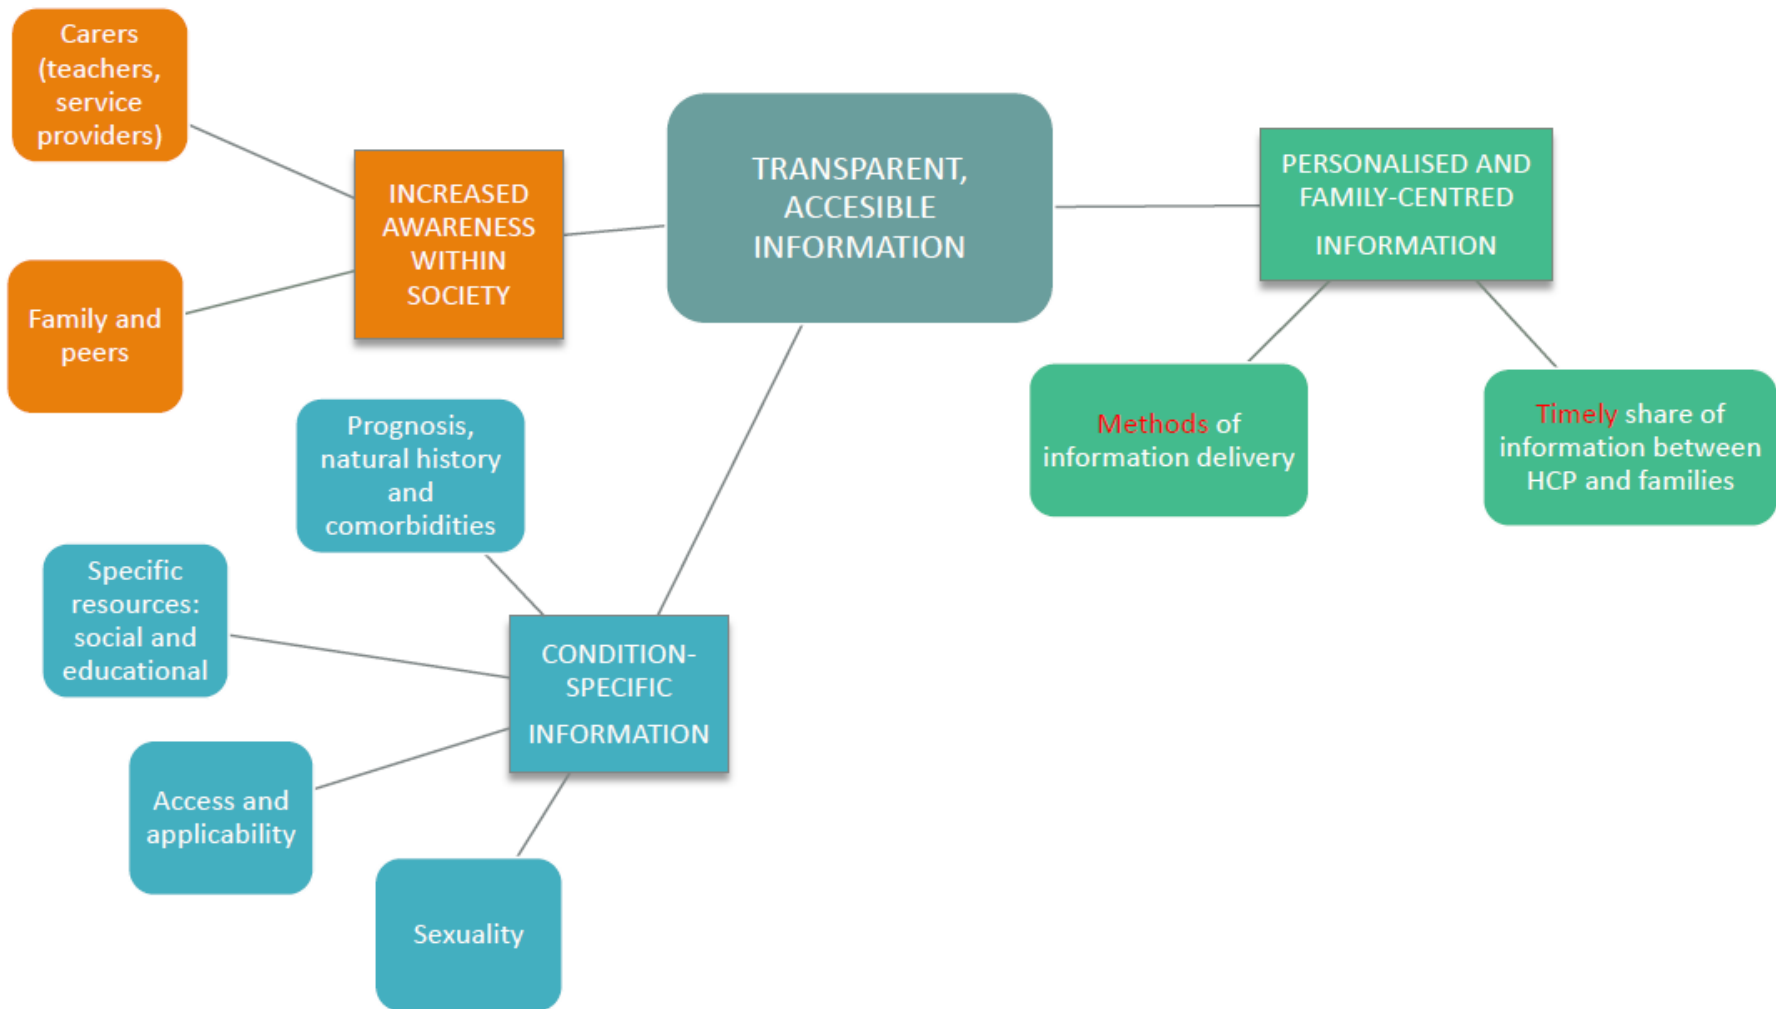 Carers
(teachers,
service
providers)
Family and
peers
INCREASED
AWARENESS
WITHIN
SOCIETY
TRANSPARENT,
ACCESIBLE
INFORMATION
PERSONALISED AND
FAMILY-CENTRED
INFORMATION
Methods of
information delivery
Timely share of
information between
HCP and families
Prognosis,
natural history
and
comorbidities
Specific
resources:
social and
educational
CONDITION-
SPECIFIC
INFORMATION
Access and
applicability
Sexuality